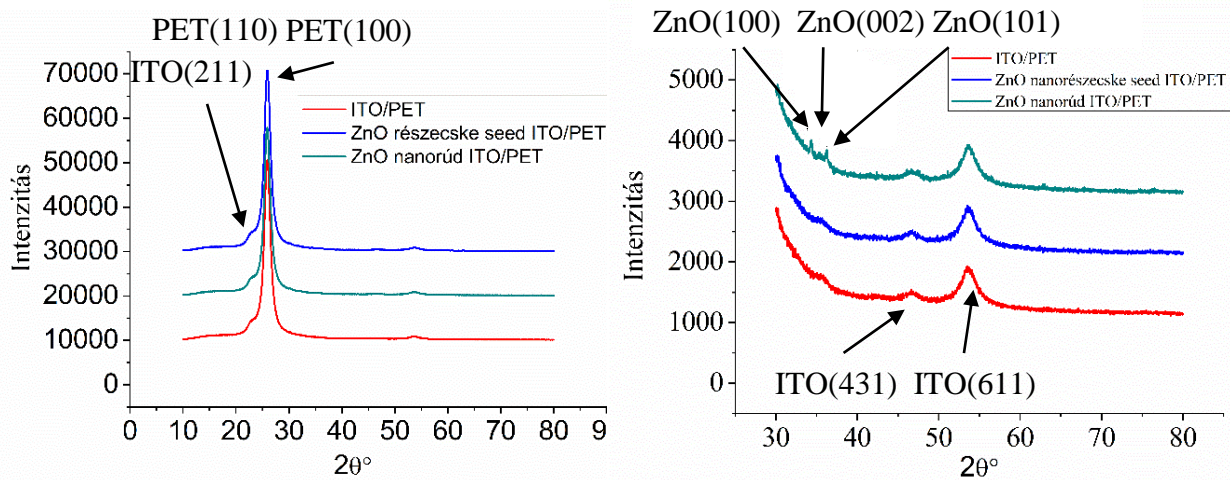 PET(110) PET(100)
ITO(211)
70000
60000
50000
40000
30000
20000
10000
0
Intenzitás
ITO/PET
ZnO részecske seed ITO/PET
ZnO nanorúd ITO/PET
0 10 20 30 40 50 60 70 80 9
2θ°
ZnO(100) ZnO(002) ZnO(101)
5000
4000
3000
2000
1000
0
Intenzitás
ITO/PET
ZnO nanorészecske seed ITO/PET
ZnO nanorúd ITO/PET
ITO(431) ITO(611)
30 40 50 60 70 80
2θ°